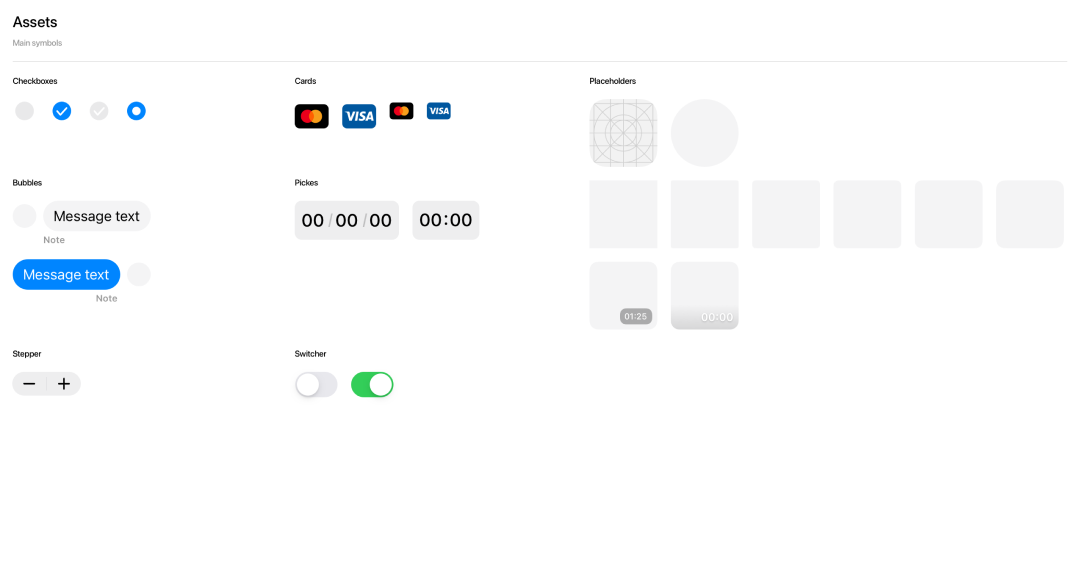 Assets
Main symbols
Checkboxes
Cards
VISA
VISA
Placeholders
Bubbles
Message text
Note
Message text
Note
Pickes
00 / 00 / 00
00:00
01:25
00:00
Stepper
Switcher